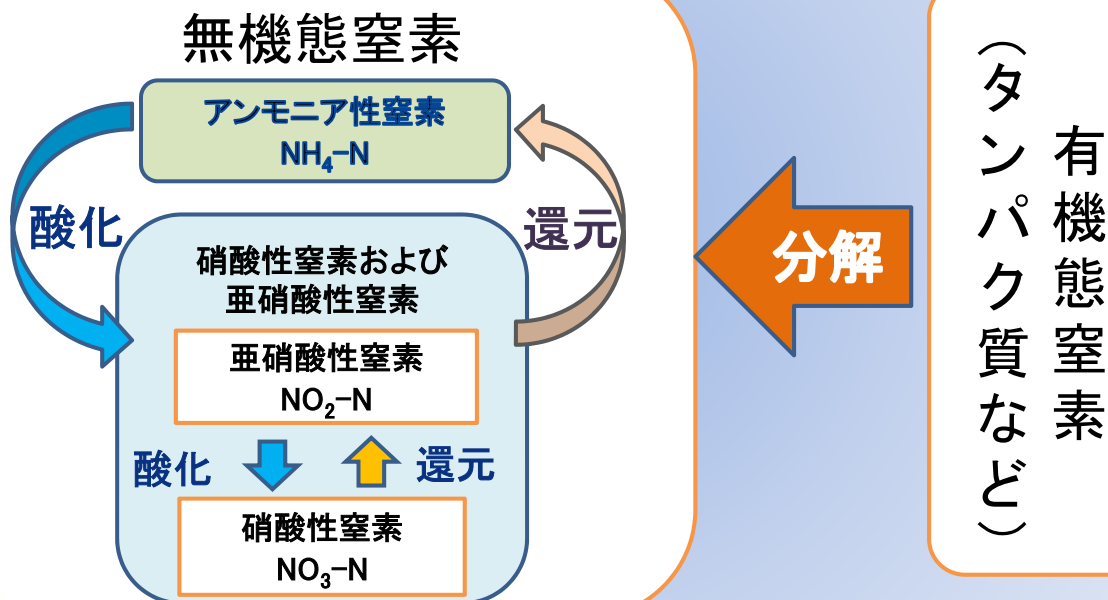 無機態窒素
アンモニア性窒素
NH₄-N
酸化
還元
硝酸性窒素および
亜硝酸性窒素
亜硝酸性窒素
NO₂-N
酸化
還元
硝酸性窒素
NO₃-N
分解
有機態窒素
（タンパク質など）